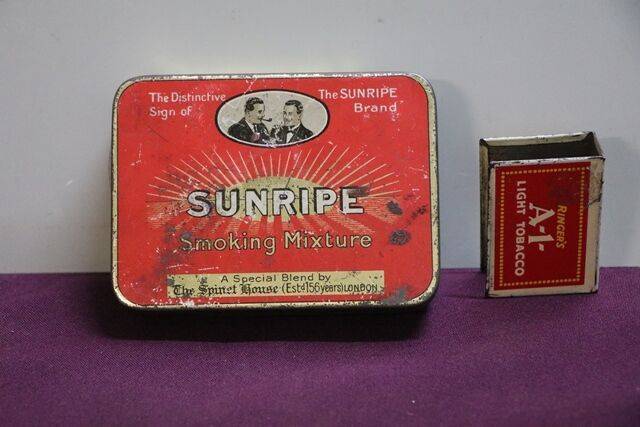 The Distinctive
Sign of
The SUNRIPE
Brand
SUNRIPE
Smoking Mixture
A Special Blend by
The Spinet House (Estd 156 years) LONDON
RINGER'S
A-1-
LIGHT TOBACCO